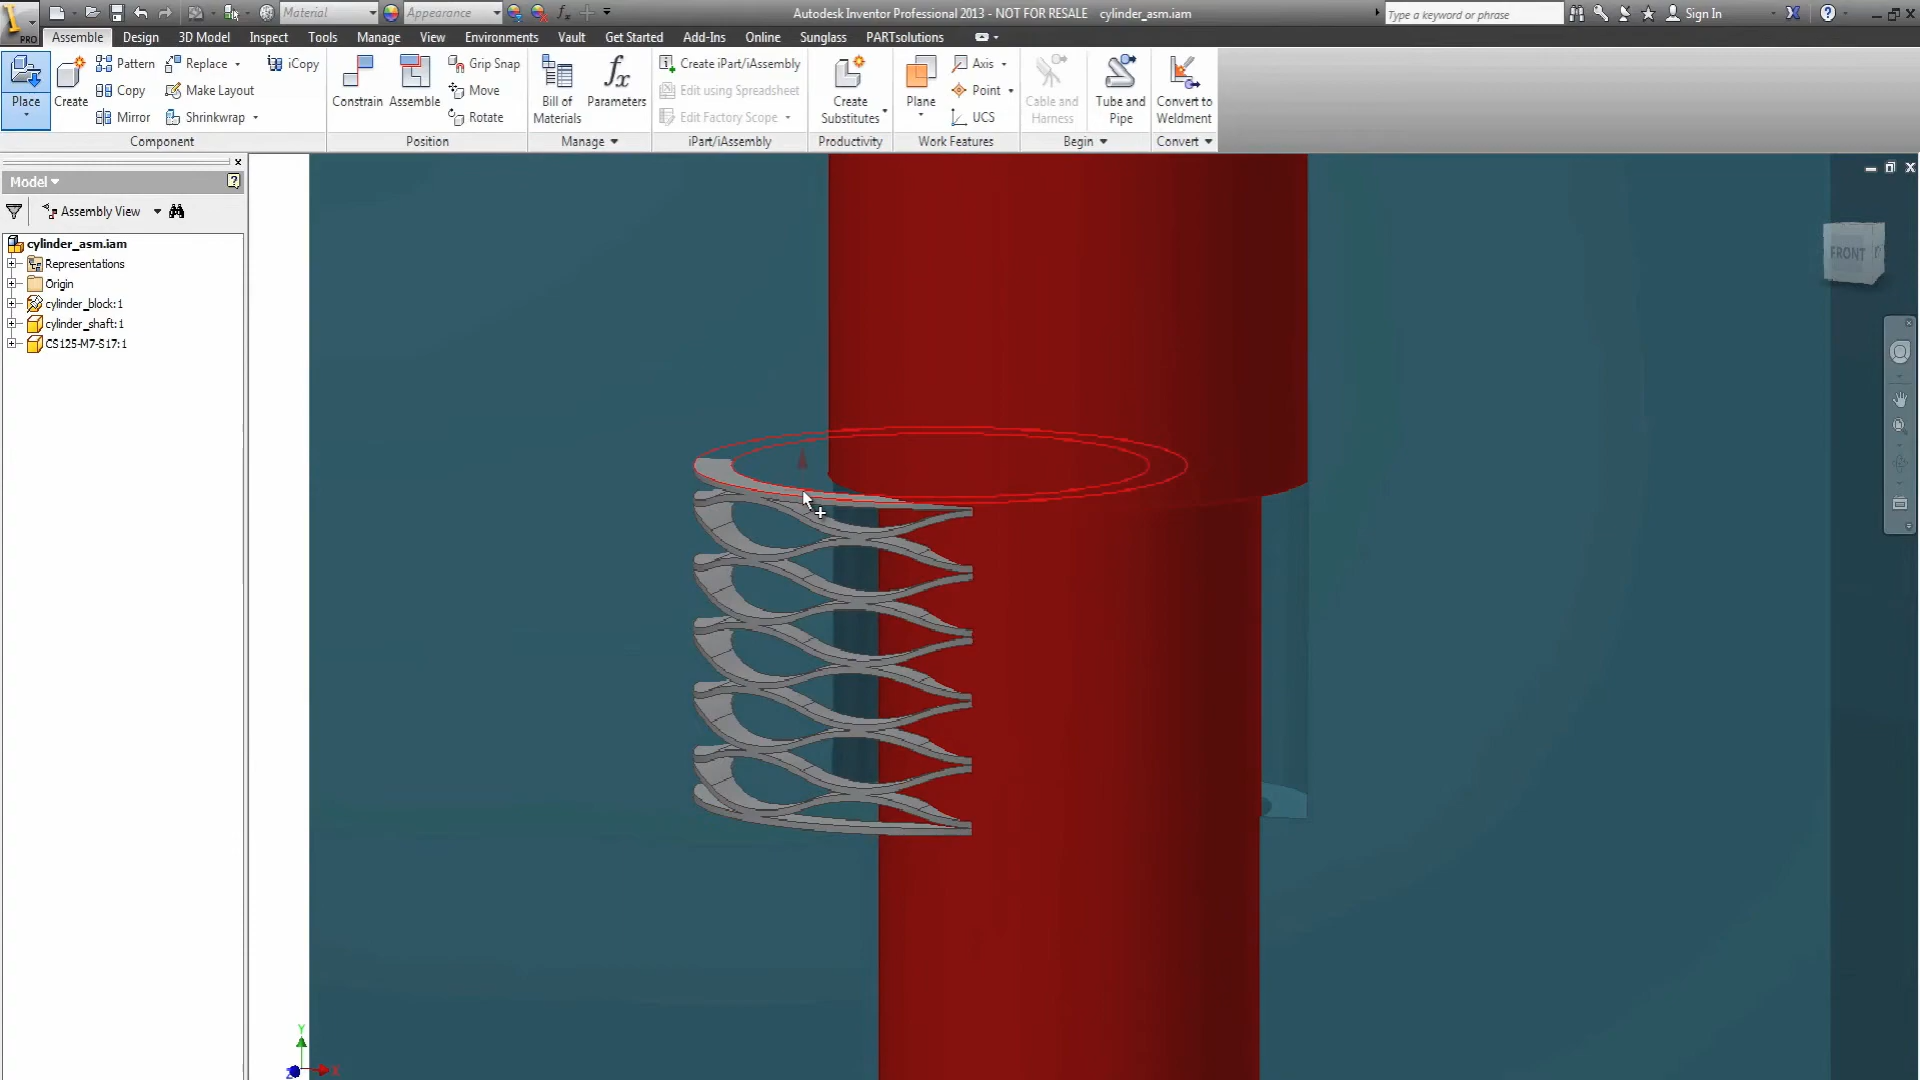 Material
Appearance
Autodesk Inventor Professional 2013 - NOT FOR RESALE cylinder_asm.iam
Type a keyword or phrase
Sign In
PRO
Assemble Design 3D Model Inspect Tools Manage View Environments Vault Get Started Add-Ins Online Sunglass PARTsolutions
Place
Create
Pattern
Copy
Mirror
Replace
Make Layout
Shrinkwrap
iCopy
Component
Constrain
Assemble
Grip Snap
Move
Rotate
Position
Bill of
Materials
Parameters
Manage
Create iPart/iAssembly
Edit using Spreadsheet
Edit Factory Scope
iPart/iAssembly
Create
Substitutes
Productivity
Plane
Axis
Point
UCS
Work Features
Cable and
Harness
Tube and
Pipe
Begin
Convert to
Weldment
Convert
Model
Assembly View
cylinder_asm.iam
Representations
Origin
cylinder_block:1
cylinder_shaft:1
CS125-M7-S17:1
FRONT
Y
X
Z